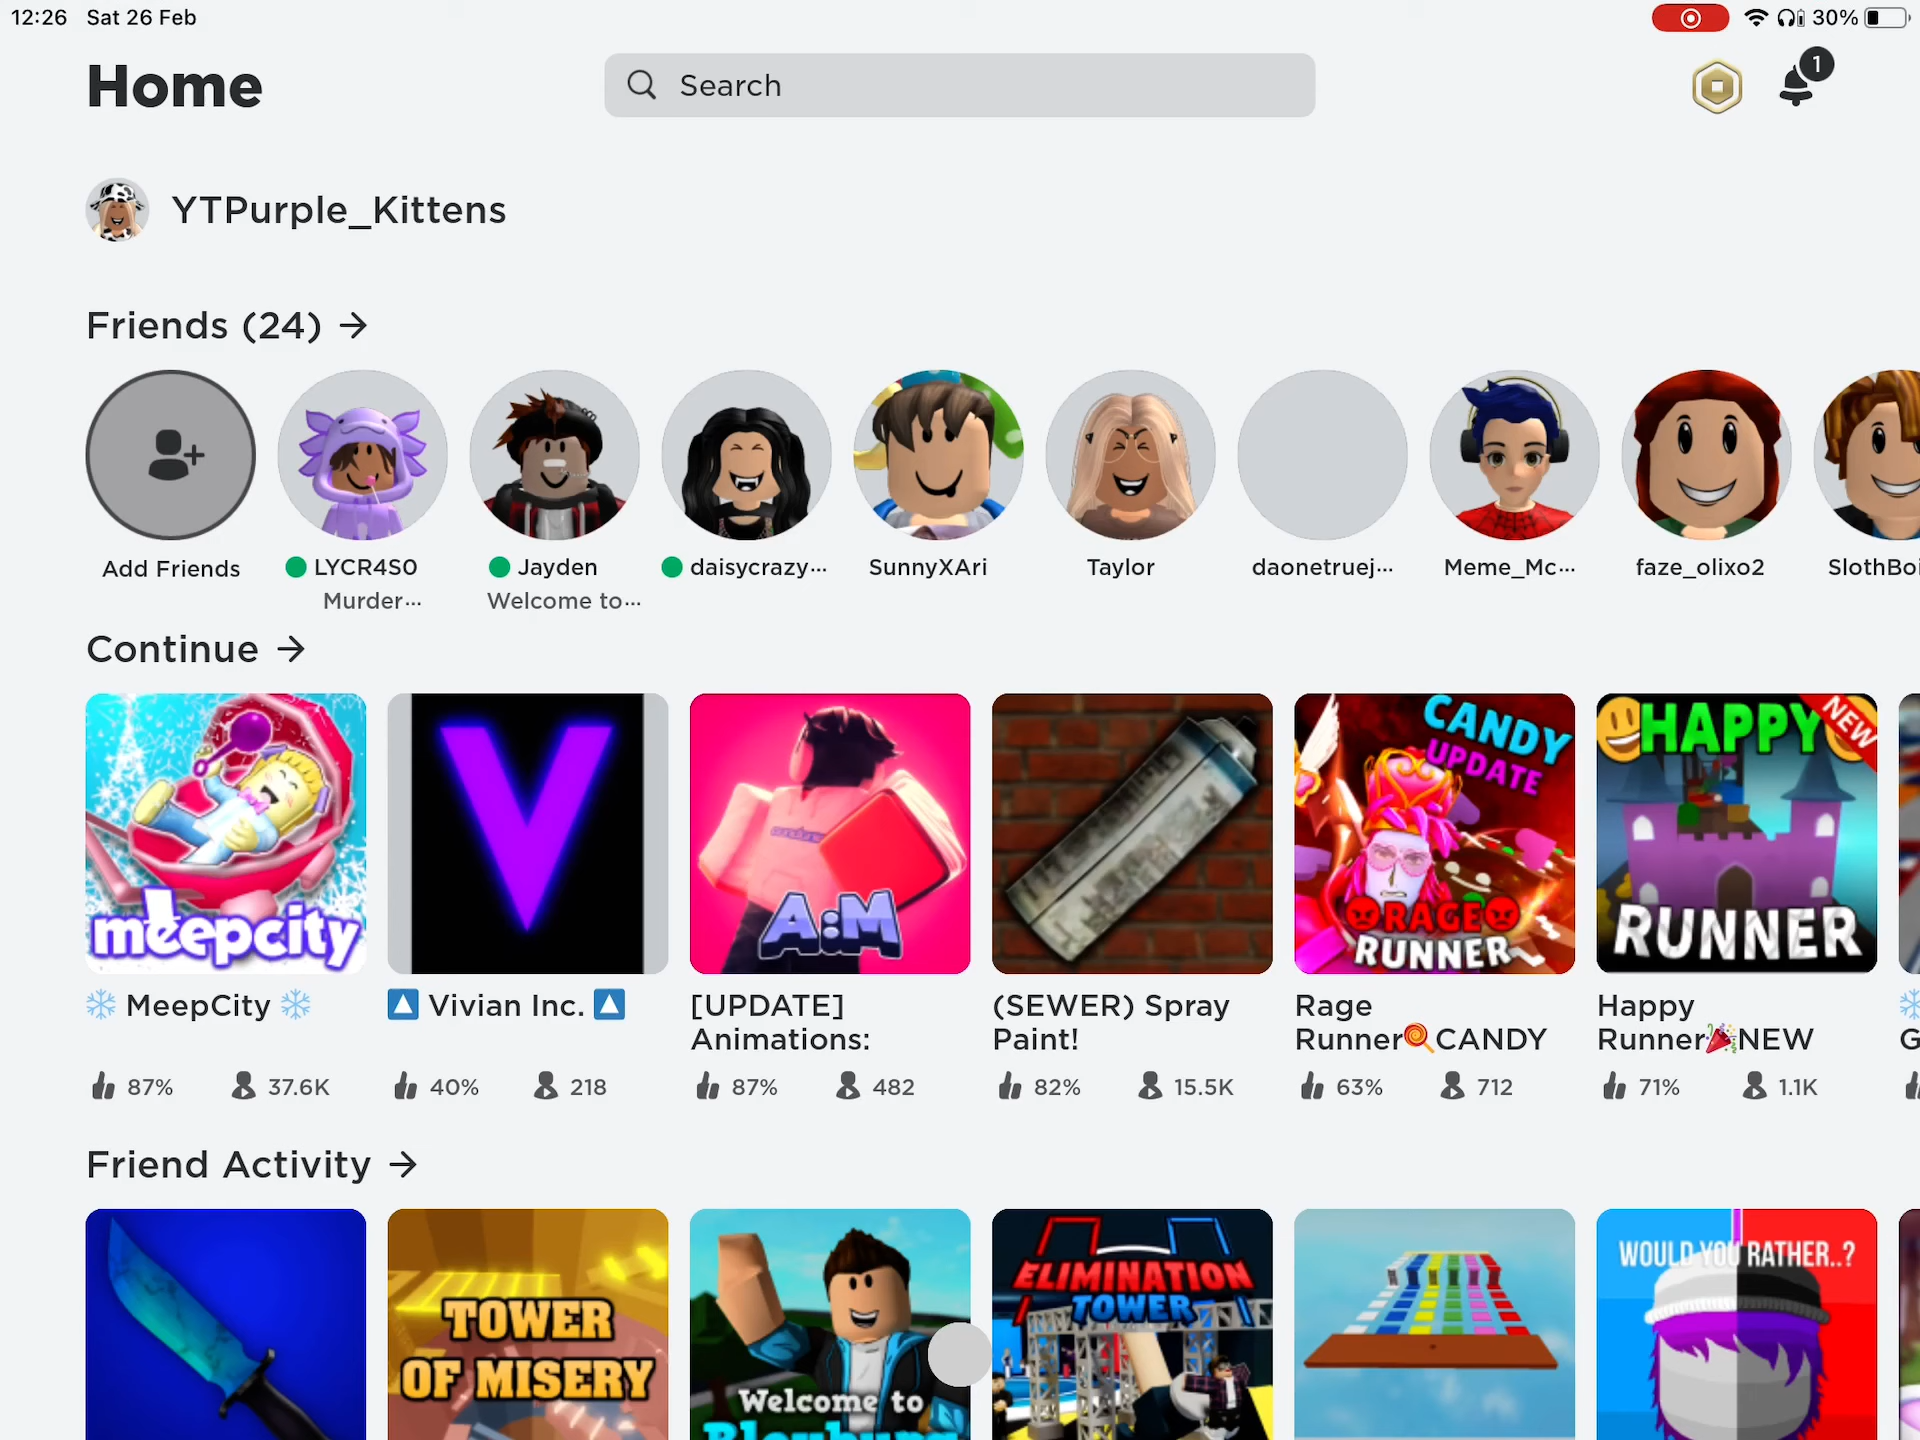 12:26 Sat 26 Feb
30%
Home
Search
1
YTPurple_Kittens
Friends (24) →
Add Friends
LYCR4S0
Murder...
Jayden
Welcome to...
daisycrazy...
SunnyXAri
Taylor
daonetruej...
Meme_Mc...
faze_olixo2
SlothBoi
Continue →
meepcity
V
A:M
CANDY
UPDATE
RAGE
RUNNER
HAPPY
NEW
RUNNER
❄️ MeepCity ❄️
87% 37.6K
🔼 Vivian Inc. 🔼
40% 218
[UPDATE]
Animations:
87% 482
(SEWER) Spray
Paint!
82% 15.5K
Rage
Runner🍭CANDY
63% 712
Happy
Runner🎉NEW
71% 1.1K
❄️
G
Friend Activity →
TOWER
OF MISERY
Welcome to
Bloxburg
ELIMINATION
TOWER
WOULD YOU RATHER..?